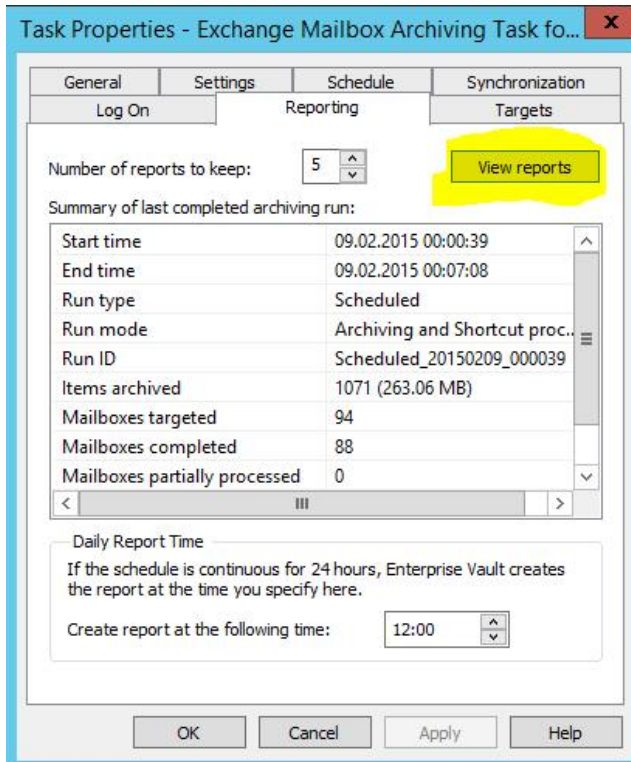 Task Properties - Exchange Mailbox Archiving Task fo...
x
General Settings Schedule Synchronization
Log On Reporting Targets
Number of reports to keep: 5 View reports
Summary of last completed archiving run:
Start time 09.02.2015 00:00:39
End time 09.02.2015 00:07:08
Run type Scheduled
Run mode Archiving and Shortcut proc..
Run ID Scheduled_20150209_000039
Items archived 1071 (263.06 MB)
Mailboxes targeted 94
Mailboxes completed 88
Mailboxes partially processed 0
Daily Report Time
If the schedule is continuous for 24 hours, Enterprise Vault creates
the report at the time you specify here.
Create report at the following time: 12:00
OK Cancel Apply Help